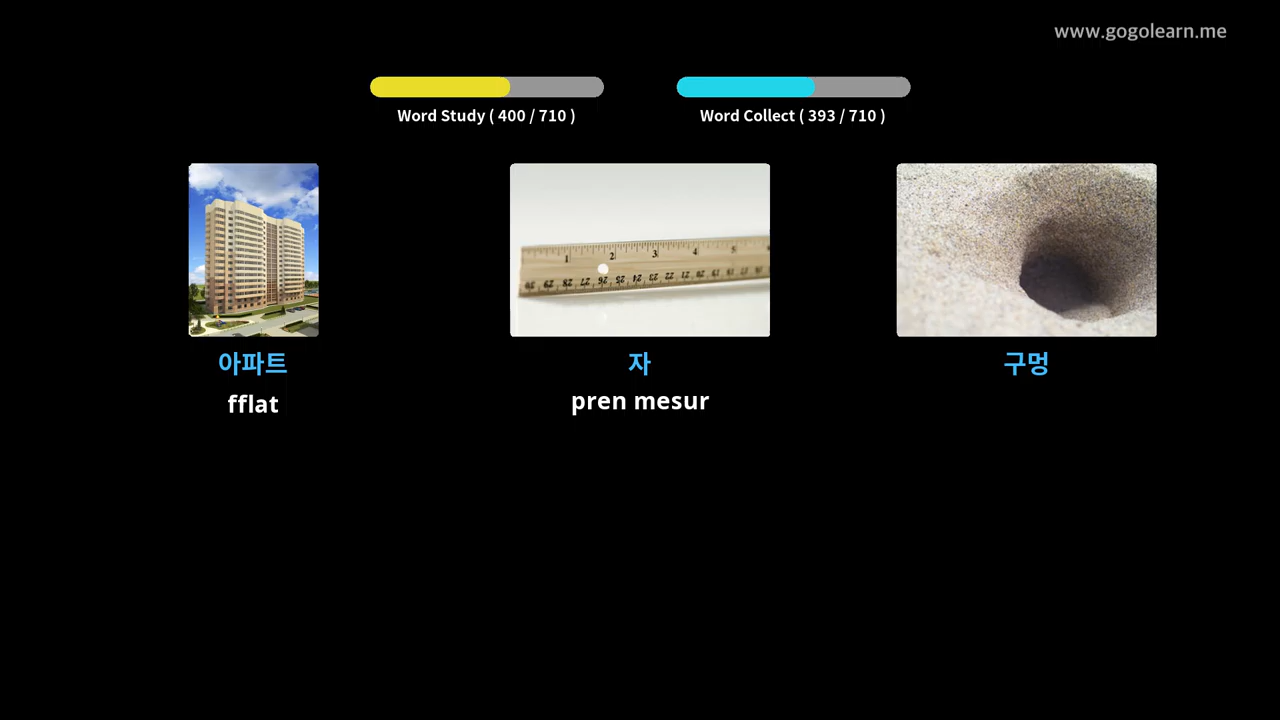 www.gogolearn.me
Word Study ( 400 / 710 )
Word Collect ( 393 / 710 )
아파트
자
구멍
fflat
pren mesur